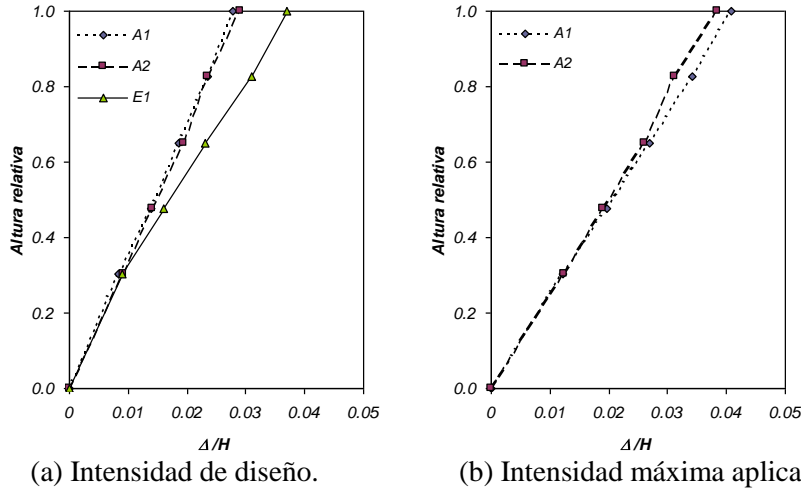 1.0
0.8
0.6
0.4
0.2
0.0
Altura relativa
A1
A2
E1
0
0.01
0.02
0.03
0.04
0.05
Δ/H
(a) Intensidad de diseño.
1.0
0.8
0.6
0.4
0.2
0.0
Altura relativa
A1
A2
0
0.01
0.02
0.03
0.04
0.05
Δ/H
(b) Intensidad máxima aplica